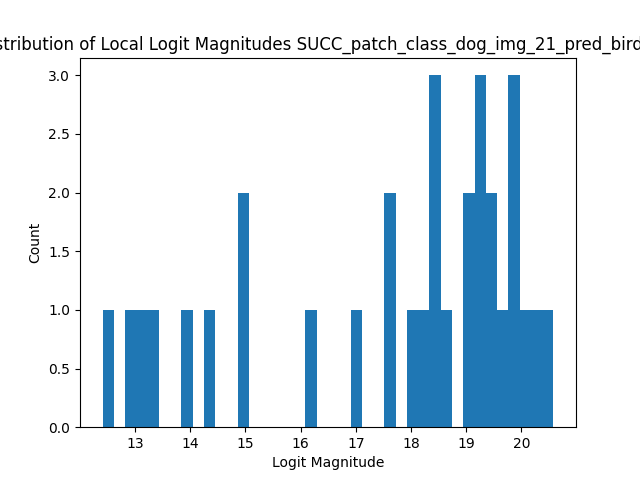 stribution of Local Logit Magnitudes SUCC_patch_class_dog_img_21_pred_bird
3.0
2.5
2.0
1.5
1.0
0.5
0.0
Count
13 14 15 16 17 18 19 20
Logit Magnitude